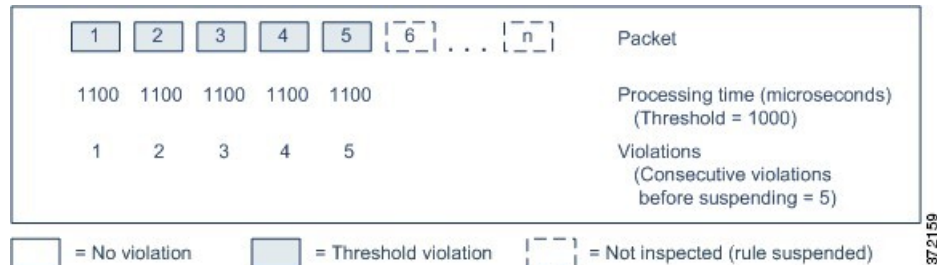 1 2 3 4 5 6 . . . n Packet
1100 1100 1100 1100 1100 Processing time (microseconds)
(Threshold = 1000)
1 2 3 4 5 Violations
(Consecutive violations
before suspending = 5)
= No violation = Threshold violation = Not inspected (rule suspended)
372159